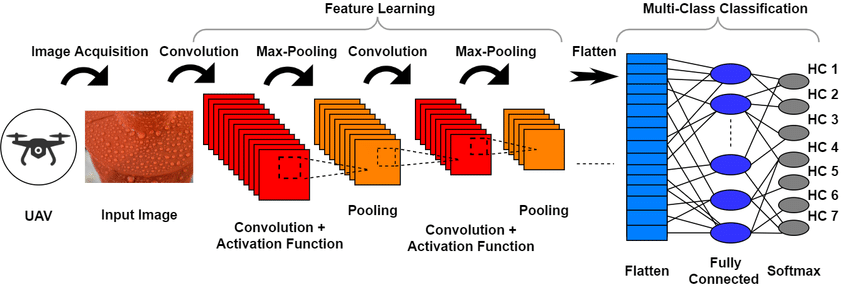 Feature Learning
Multi-Class Classification
Image Acquisition
Convolution
Max-Pooling
Convolution
Max-Pooling
Flatten
HC 1
HC 2
HC 3
HC 4
HC 5
HC 6
HC 7
UAV
Input Image
Convolution +
Activation Function
Pooling
Convolution +
Activation Function
Pooling
Flatten
Fully
Connected
Softmax